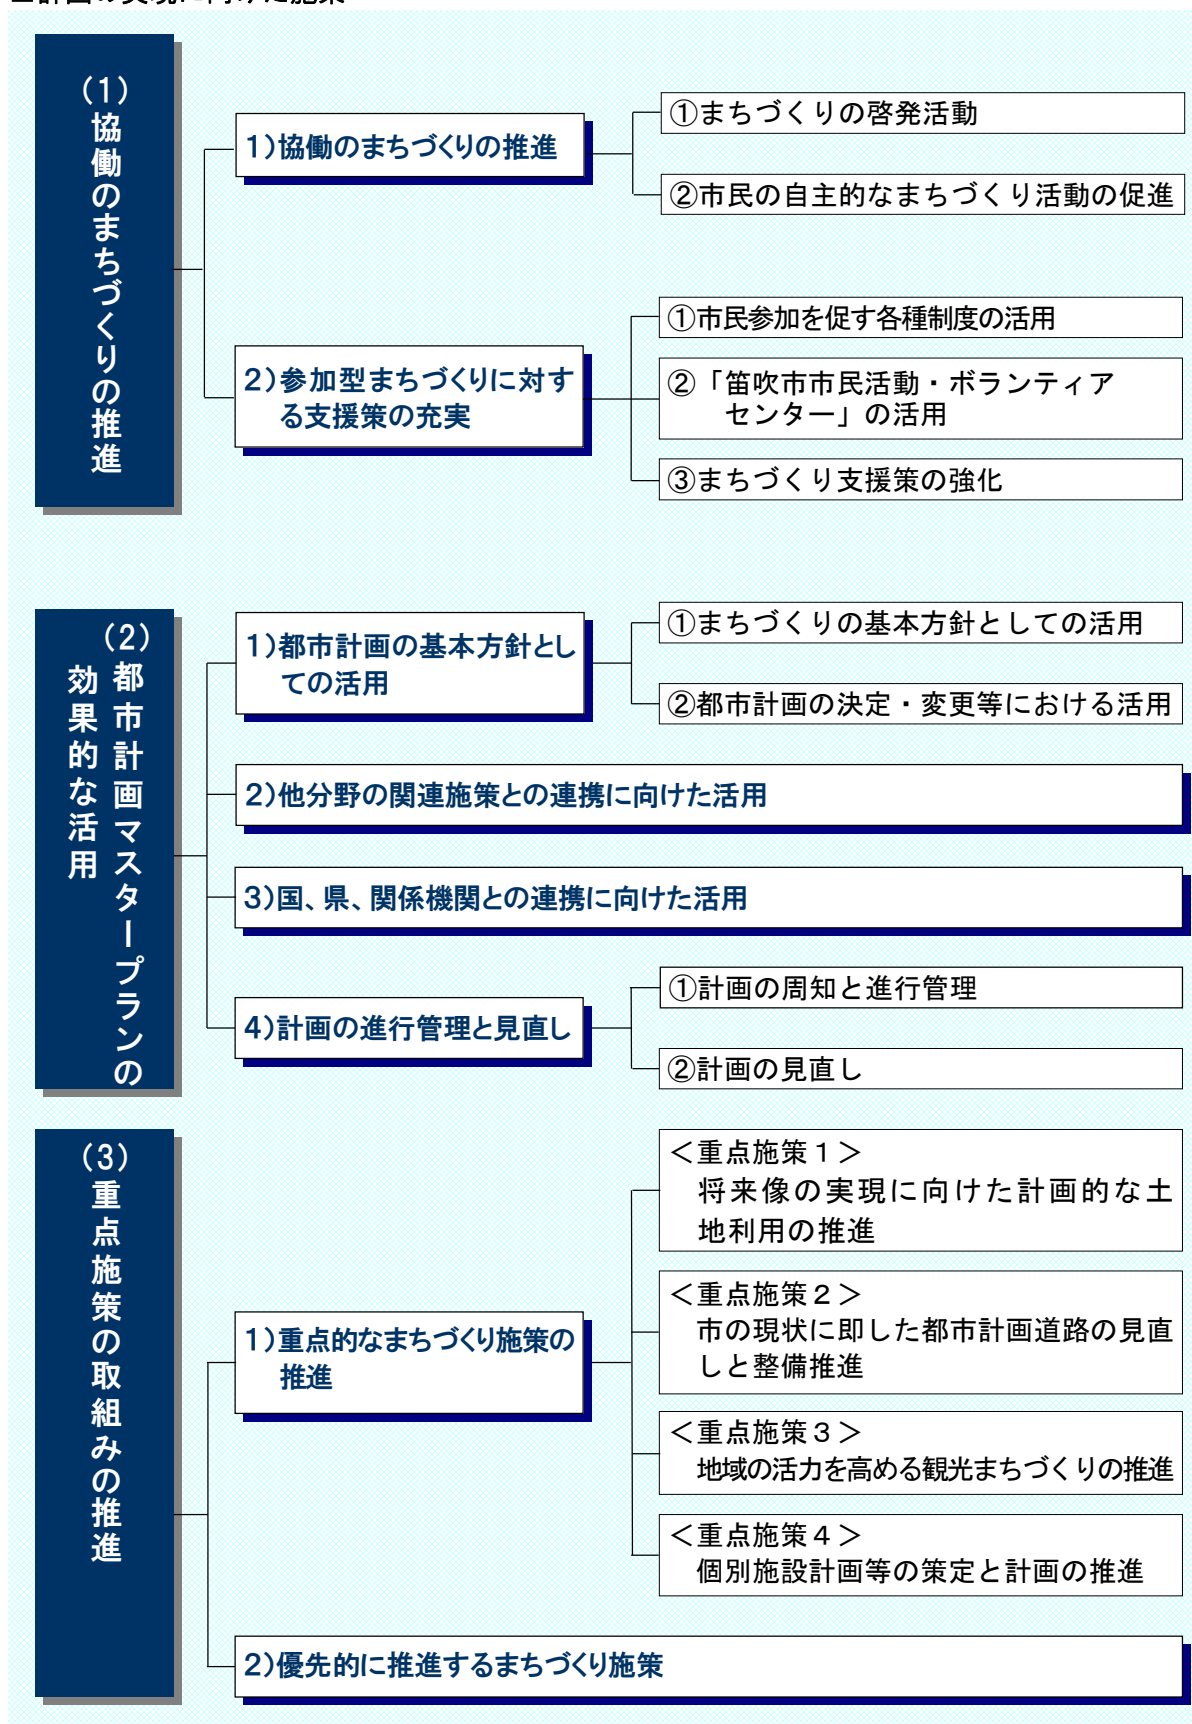 ■計画の実現に向けた施策
(1)協働のまちづくりの推進
1)協働のまちづくりの推進
①まちづくりの啓発活動
②市民の自主的なまちづくり活動の促進
2)参加型まちづくりに対す
る支援策の充実
①市民参加を促す各種制度の活用
②「笛吹市市民活動・ボランティア
センター」の活用
③まちづくり支援策の強化
(2)都市計画マスタープランの
効果的な活用
1)都市計画の基本方針とし
ての活用
①まちづくりの基本方針としての活用
②都市計画の決定・変更等における活用
2)他分野の関連施策との連携に向けた活用
3)国、県、関係機関との連携に向けた活用
4)計画の進行管理と見直し
①計画の周知と進行管理
②計画の見直し
(3)重点施策の取組みの推進
1)重点的なまちづくり施策の
推進
＜重点施策１＞
将来像の実現に向けた計画的な土
地利用の推進
＜重点施策２＞
市の現状に即した都市計画道路の見直
しと整備推進
＜重点施策３＞
地域の活力を高める観光まちづくりの推進
＜重点施策４＞
個別施設計画等の策定と計画の推進
2)優先的に推進するまちづくり施策